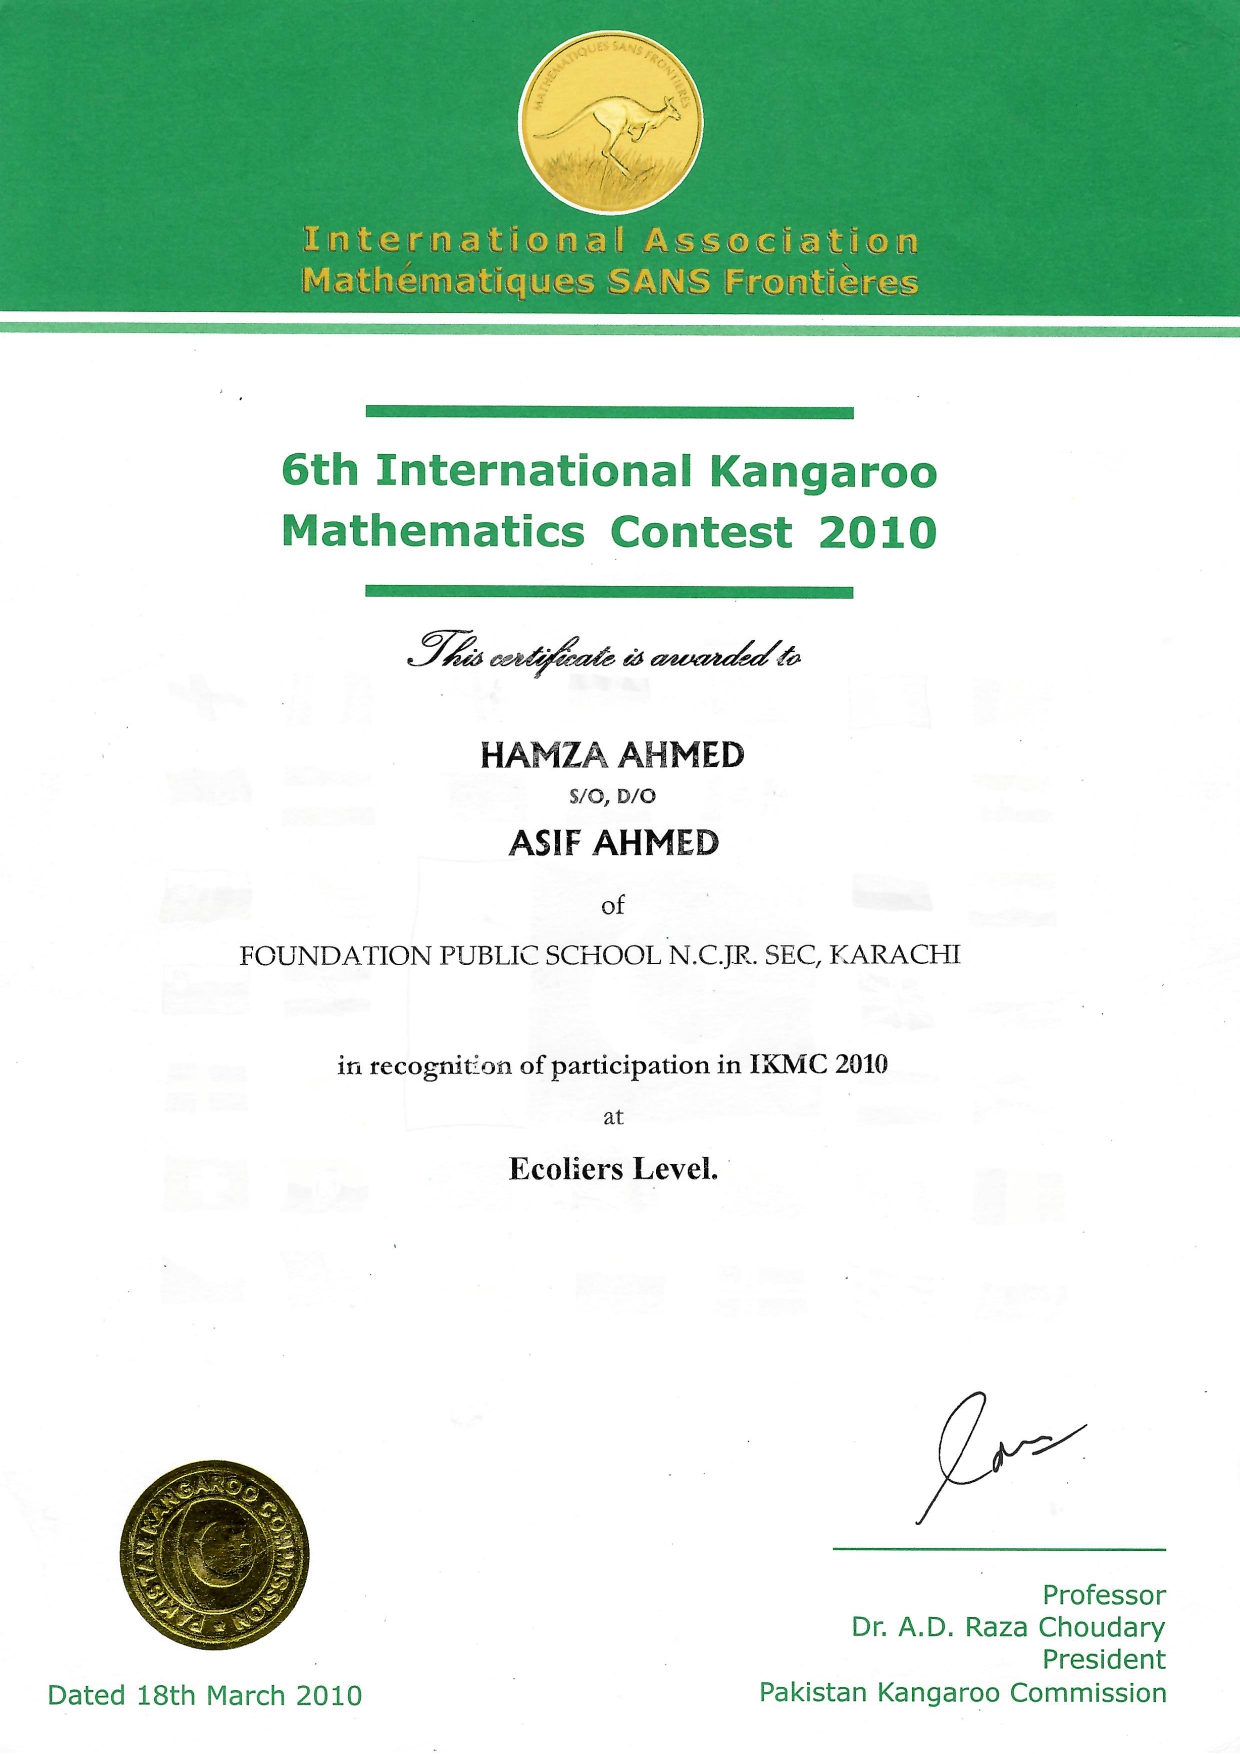 MATHEMATIQUES SANS FRONTIERES
International Association
Mathématiques SANS Frontières
6th International Kangaroo
Mathematics Contest 2010
This certificate is awarded to
HAMZA AHMED
S/O, D/O
ASIF AHMED
of
FOUNDATION PUBLIC SCHOOL N.C.JR. SEC, KARACHI
in recognition of participation in IKMC 2010
at
Ecoliers Level.
PAKISTAN KANGAROO COMMISSION
Dated 18th March 2010
Professor
Dr. A.D. Raza Choudary
President
Pakistan Kangaroo Commission